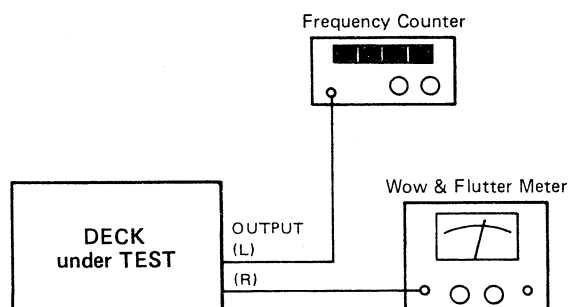 Frequency Counter
Wow & Flutter Meter
DECK
under TEST
OUTPUT
(L)
(R)